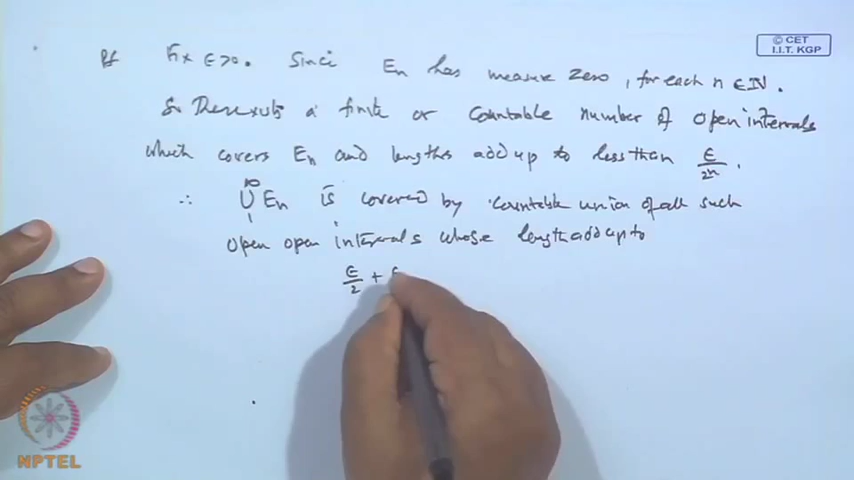 Pf Fix ε>0. Since En has measure zero, for each n ∈ IN.
So There exists a finite or countable number of open intervals
which covers En and lengths add up to less than ε/2ⁿ.
∴ ∞∪1 En is covered by countable union of all such
open open intervals whose length add up to
ε/2 + ε
© CET
I.I.T. KGP
NPTEL